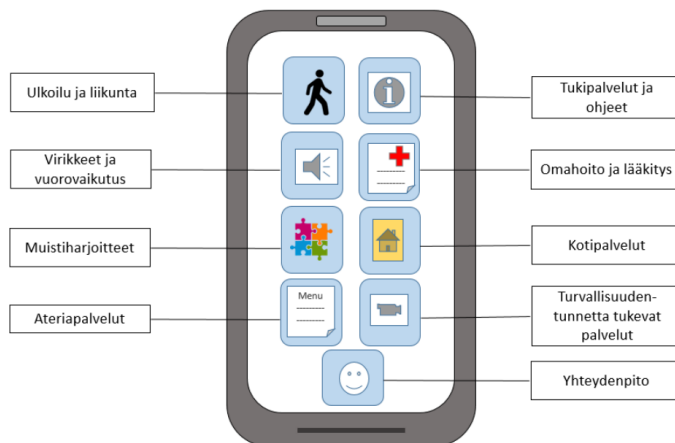 Ulkoilu ja liikunta
Virikkeet ja
vuorovaikutus
Muistiharjoitteet
Ateriapalvelut
Menu
Tukipalvelut ja
ohjeet
Omahoito ja lääkitys
Kotipalvelut
Turvallisuuden-
tunnetta tukevat
palvelut
Yhteydenpito